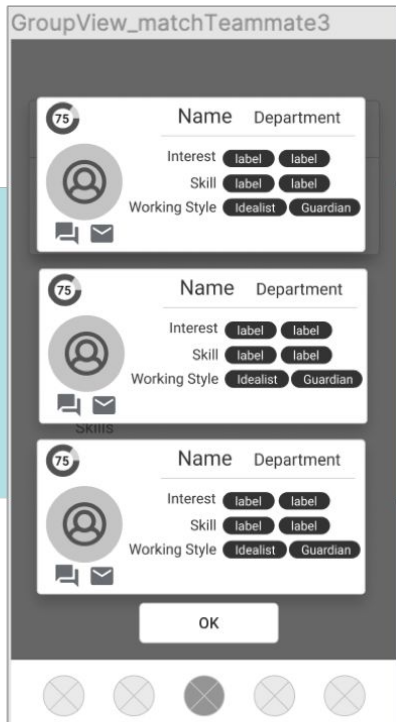 GroupView_matchTeammate3
75 Name Department
Interest label label
Skill label label
Working Style Idealist Guardian
75 Name Department
Interest label label
Skill label label
Working Style Idealist Guardian
Skills
75 Name Department
Interest label label
Skill label label
Working Style Idealist Guardian
OK